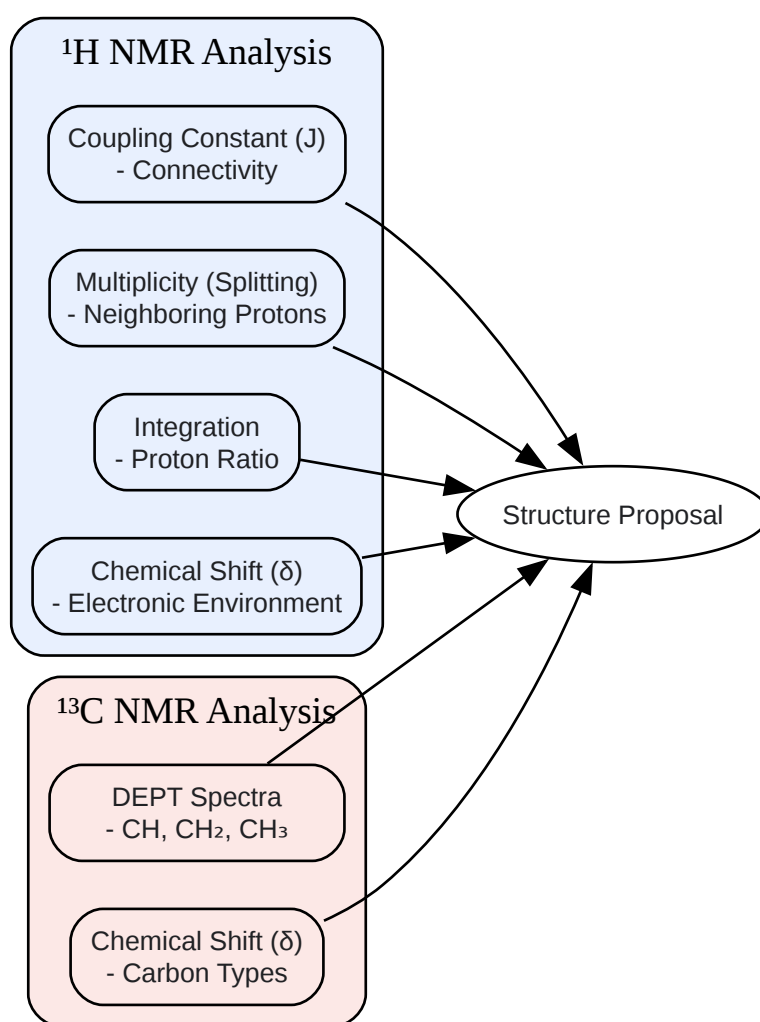 ¹H NMR Analysis
Coupling Constant (J)
- Connectivity
Multiplicity (Splitting)
- Neighboring Protons
Integration
- Proton Ratio
Chemical Shift (δ)
- Electronic Environment
Structure Proposal
¹³C NMR Analysis
DEPT Spectra
- CH, CH₂, CH₃
Chemical Shift (δ)
- Carbon Types